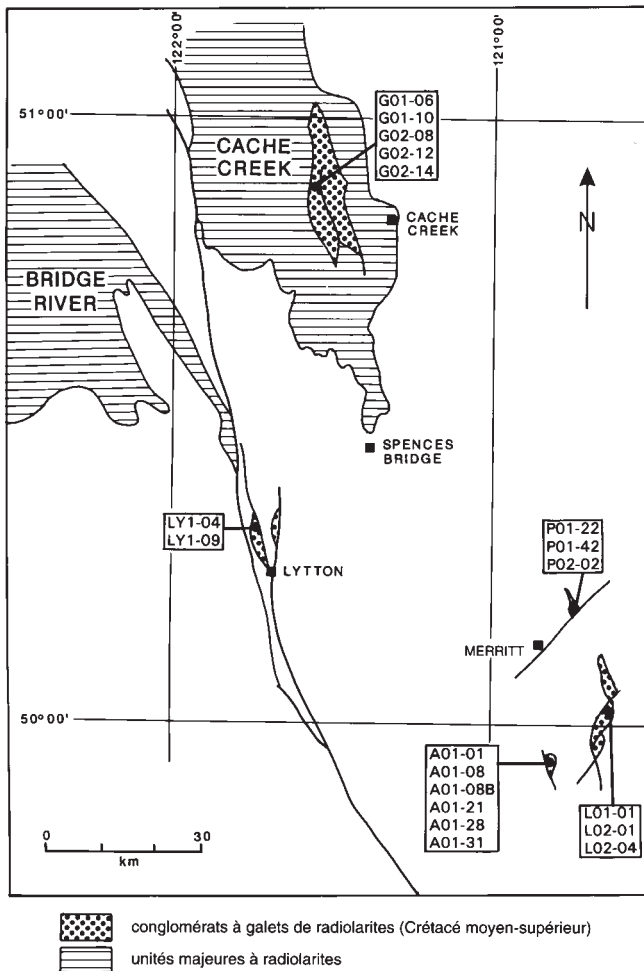 122°00'
121°00'
51°00'
G01-06
G01-10
G02-08
G02-12
G02-14
CACHE
CREEK
CACHE
CREEK
N
BRIDGE
RIVER
SPENCES
BRIDGE
LY1-04
LY1-09
LYTTON
P01-22
P01-42
P02-02
MERRITT
50°00'
A01-01
A01-08
A01-08B
A01-21
A01-28
A01-31
L01-01
L02-01
L02-04
0 30
km
conglomérats à galets de radiolarites (Crétacé moyen-supérieur)
unités majeures à radiolarites